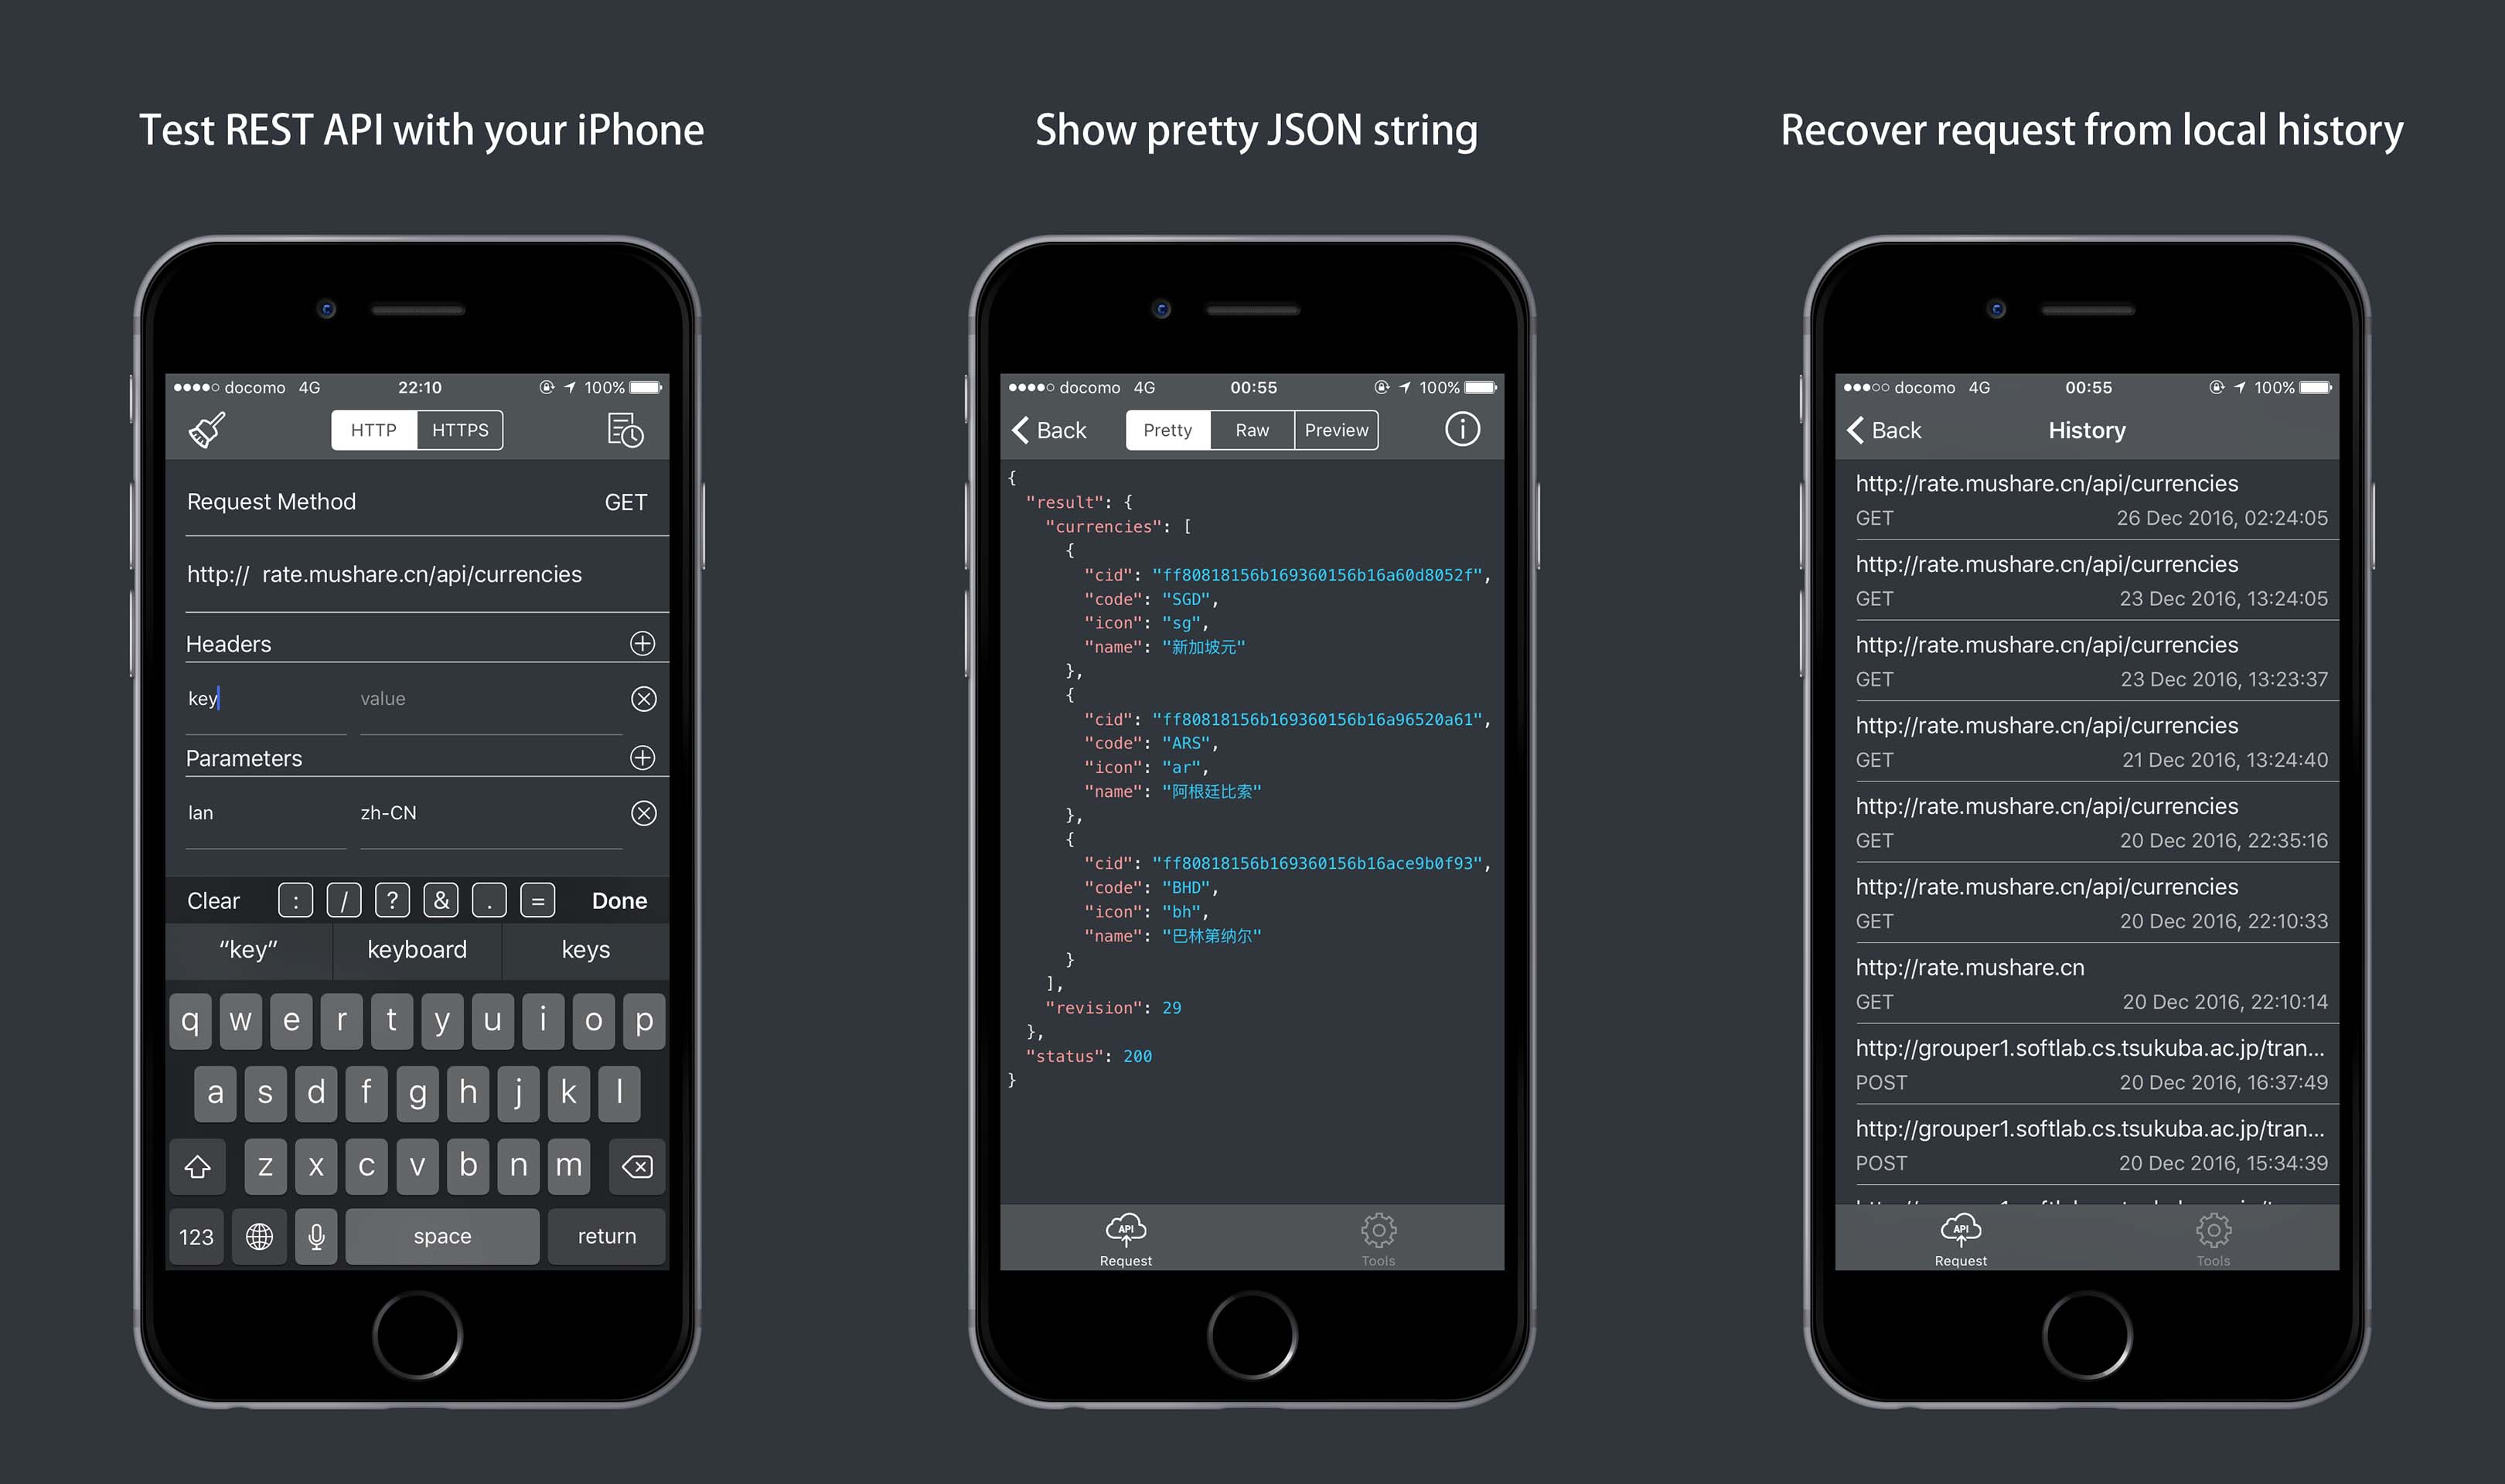 Test REST API with your iPhone
docomo 4G 22:10 100%
HTTP HTTPS
Request Method GET
http:// rate.mushare.cn/api/currencies
Headers
key value
Parameters
lan zh-CN
Clear : / ? & . = Done
“key” keyboard keys
q w e r t y u i o p
a s d f g h j k l
z x c v b n m
123 space return
Show pretty JSON string
docomo 4G 00:55 100%
Back Pretty Raw Preview
{
"result": {
"currencies": [
{
"cid": "ff80818156b169360156b16a60d8052f",
"code": "SGD",
"icon": "sg",
"name": "新加坡元"
},
{
"cid": "ff80818156b169360156b16a96520a61",
"code": "ARS",
"icon": "ar",
"name": "阿根廷比索"
},
{
"cid": "ff80818156b169360156b16ace9b0f93",
"code": "BHD",
"icon": "bh",
"name": "巴林第纳尔"
}
],
"revision": 29
},
"status": 200
}
API
Request Tools
Recover request from local history
docomo 4G 00:55 100%
Back History
http://rate.mushare.cn/api/currencies
GET 26 Dec 2016, 02:24:05
http://rate.mushare.cn/api/currencies
GET 23 Dec 2016, 13:24:05
http://rate.mushare.cn/api/currencies
GET 23 Dec 2016, 13:23:37
http://rate.mushare.cn/api/currencies
GET 21 Dec 2016, 13:24:40
http://rate.mushare.cn/api/currencies
GET 20 Dec 2016, 22:35:16
http://rate.mushare.cn/api/currencies
GET 20 Dec 2016, 22:10:33
http://rate.mushare.cn
GET 20 Dec 2016, 22:10:14
http://grouper1.softlab.cs.tsukuba.ac.jp/tran...
POST 20 Dec 2016, 16:37:49
http://grouper1.softlab.cs.tsukuba.ac.jp/tran...
POST 20 Dec 2016, 15:34:39
API
Request Tools